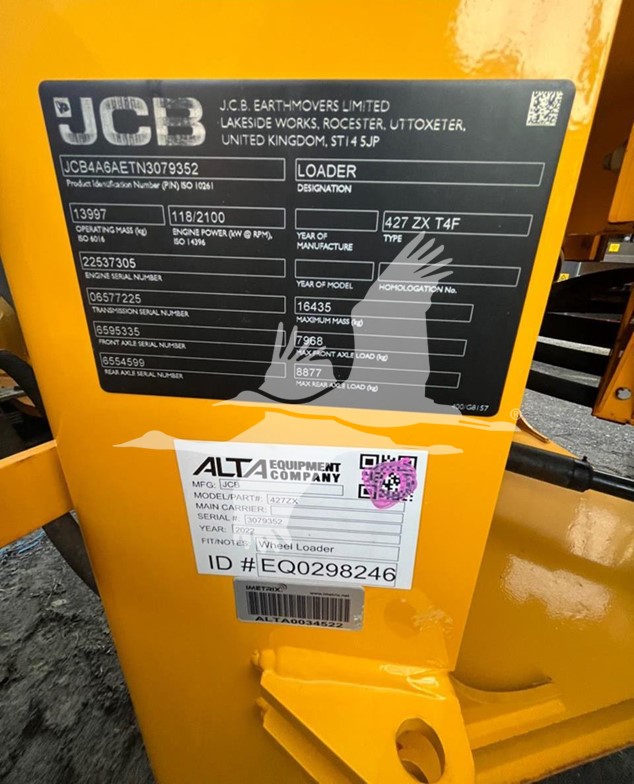 JCB
J.C.B. EARTHMOVERS LIMITED
LAKESIDE WORKS, ROCESTER, UTTOXETER,
UNITED KINGDOM, ST14 5JP
JCB4A6AETN3079352
Product Identification Number (PIN) ISO 10261
LOADER
DESIGNATION
13997
OPERATING MASS (kg)
ISO 6016
118/2100
ENGINE POWER (kW @ RPM),
ISO 14396
YEAR OF
MANUFACTURE
427 ZX T4F
TYPE
22537305
ENGINE SERIAL NUMBER
YEAR OF MODEL
HOMOLOGATION No.
06577225
TRANSMISSION SERIAL NUMBER
16435
MAXIMUM MASS (kg)
6595335
FRONT AXLE SERIAL NUMBER
7968
MAX FRONT AXLE LOAD (kg)
6554599
REAR AXLE SERIAL NUMBER
8877
MAX REAR AXLE LOAD (kg)
400/G8157
ALTA EQUIPMENT
COMPANY
MFG: JCB
MODEL/PART#: 427ZX
MAIN CARRIER:
SERIAL #: 3079352
YEAR: 2022
FIT/NOTES: Wheel Loader
ID # EQ0298246
IMETRIX
ALTA0034522